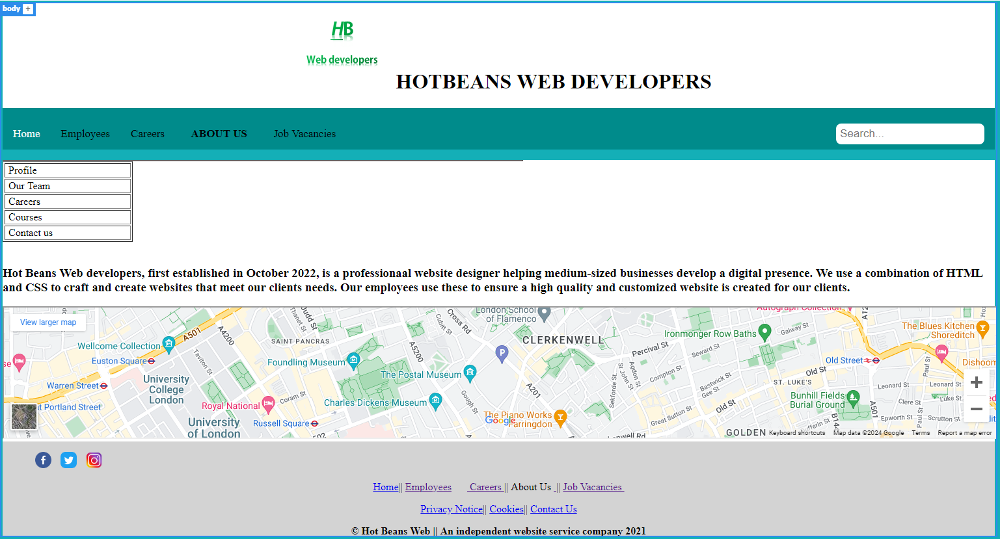 body +
HB
Web developers
HOTBEANS WEB DEVELOPERS
Home Employees Careers ABOUT US Job Vacancies Search...
Profile
Our Team
Careers
Courses
Contact us
Hot Beans Web developers, first established in October 2022, is a professionaal website designer helping medium-sized businesses develop a digital presence. We use a combination of HTML
and CSS to craft and create websites that meet our clients needs. Our employees use these to ensure a high quality and customized website is created for our clients.
View larger map
A501
A4200
Judd St
Thanet St
Cubitt St
Cross Rd
London School
of Flamenco
Autograph Collection
The Blues Kitchen
Shoreditch
Wellcome Collection
SAINT PANCRAS
CLERKENWELL
Ironmonger Row Baths
Galway St
Percival St
Seward St
Euston Square
Taviton St
Foundling Museum
A5200
P
Old Street
Old St
Dishoom
Paul St
The Postal Museum
St John St
Agdon St
Compton St
Bastwick St
Gee St
ST. LUKE'S
Leonard St
Leonard St
University
College
London
Warren Street
Coram St
A201
Sekforde St
Gough St
Bunhill Fields
Burial Ground
Luke St
Clere St
t Portland Street
Royal National
Charles Dickens Museum
Great Sutton St
Old St
A501
Epworth St
Scrutton St
Paul St
University
of London
Russell Square
The Piano Works
Farringdon
Google
GOLDEN
Keyboard shortcuts Map data ©2024 Google Terms Report a map error
Home|| Employees Careers || About Us || Job Vacancies
Privacy Notice|| Cookies|| Contact Us
© Hot Beans Web || An independent website service company 2021